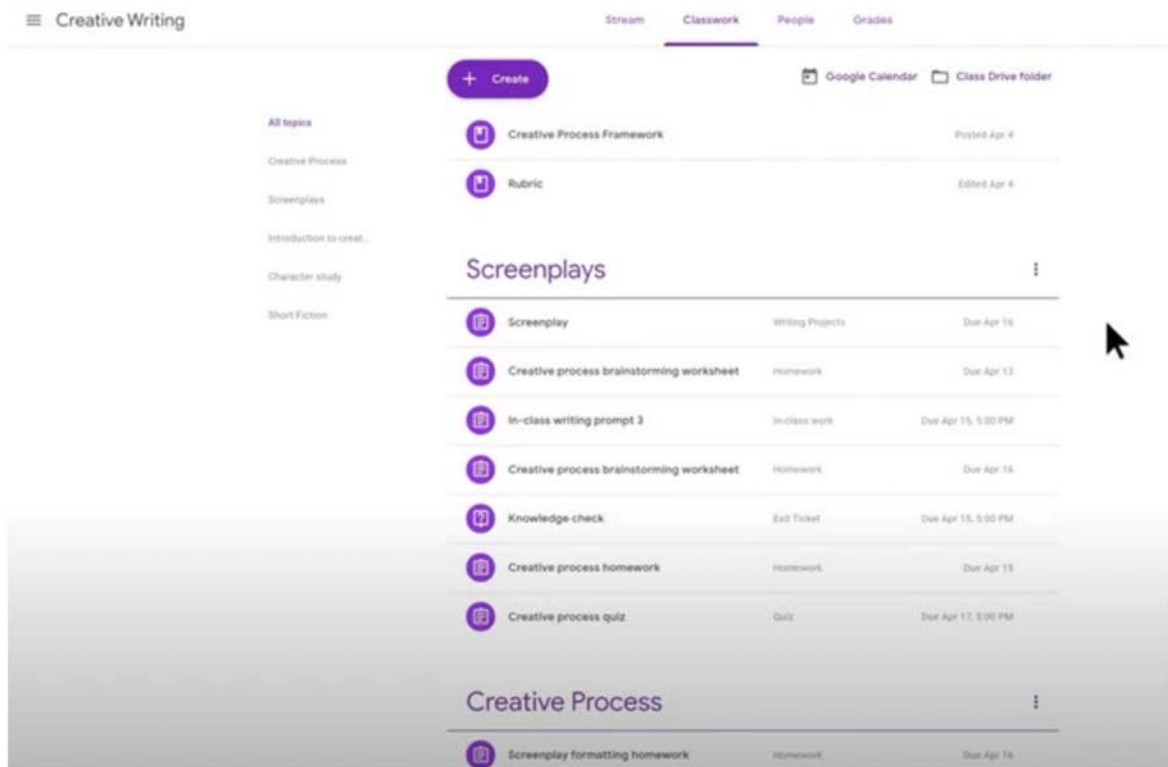 Creative Writing
Stream Classwork People Grades
Create
Google Calendar Class Drive folder
All topics
Creative Process
Screenplays
Introduction to creat...
Character study
Short Fiction
Creative Process Framework Posted Apr 4
Rubric Edited Apr 4
Screenplays
Screenplay Writing Projects Due Apr 16
Creative process brainstorming worksheet Homework Due Apr 13
In-class writing prompt 3 In-class work Due Apr 15, 5:00 PM
Creative process brainstorming worksheet Homework Due Apr 16
Knowledge check Exit Ticket Due Apr 15, 5:00 PM
Creative process homework Homework Due Apr 15
Creative process quiz Quiz Due Apr 17, 5:00 PM
Creative Process
Screenplay formatting homework Homework Due Apr 14